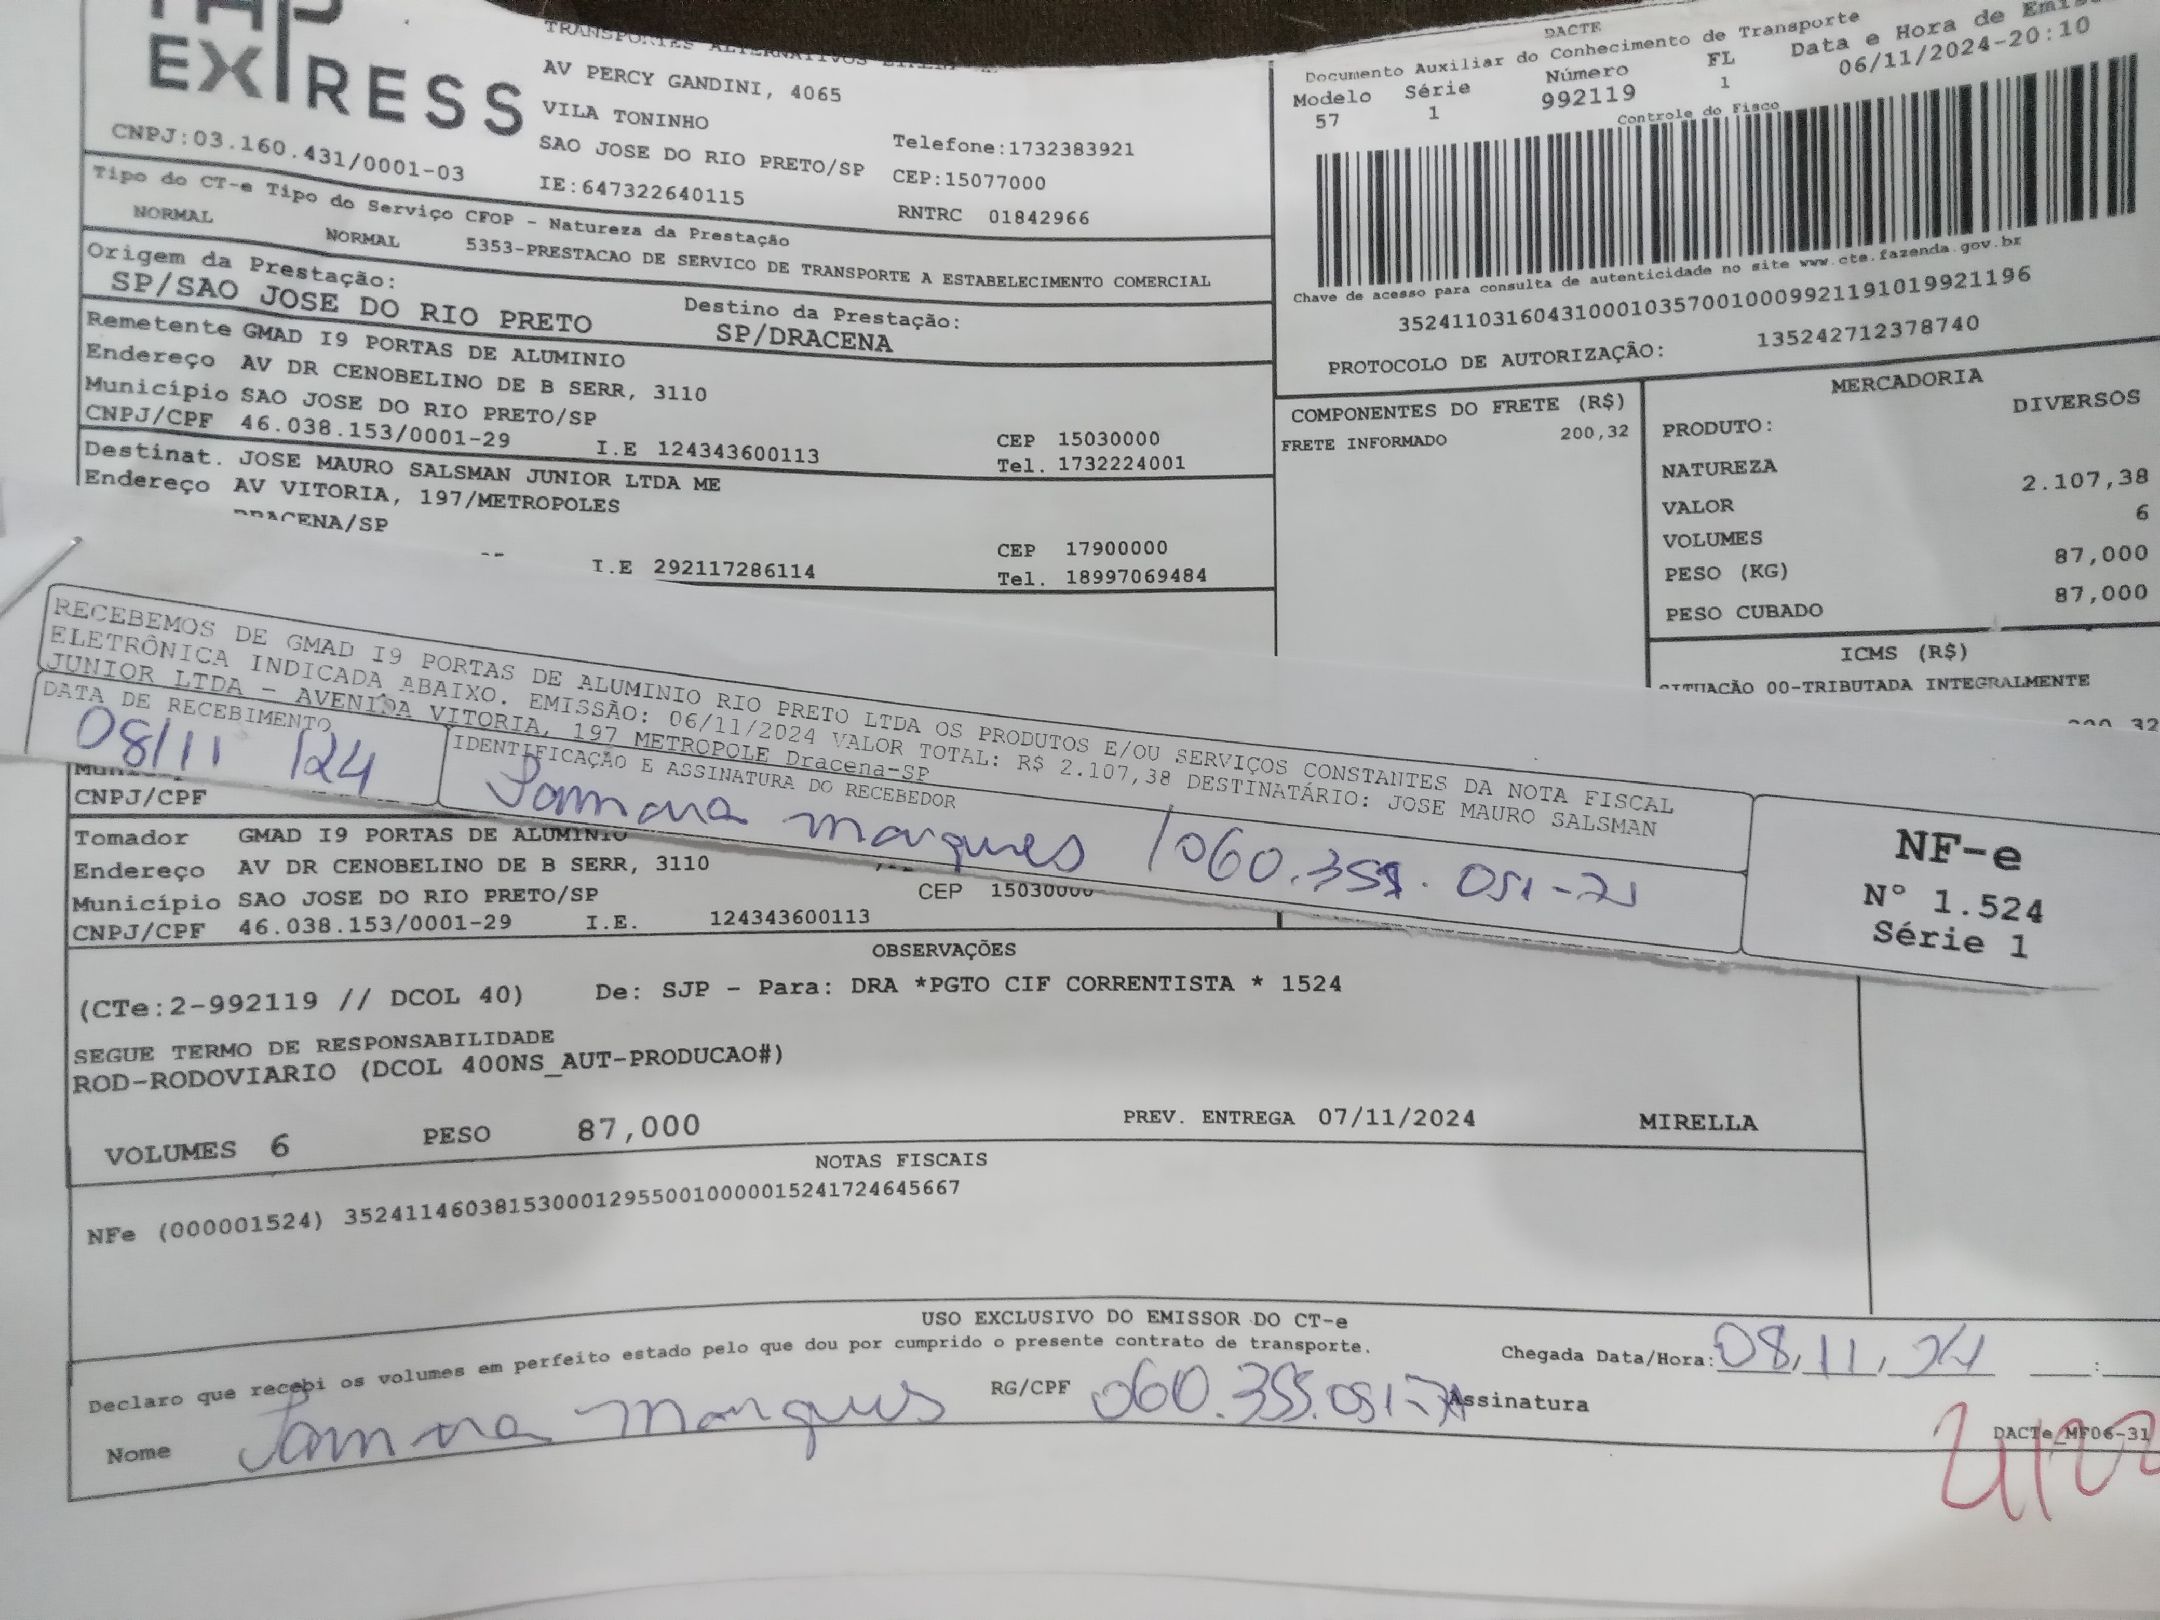 EXPRESS
CNPJ:03.160.431/0001-03
TRANSPORTES ALTERNATIVOS
AV PERCY GANDINI, 4065
VILA TONINHO
SAO JOSE DO RIO PRETO/SP
IE:647322640115
Telefone:1732383921
CEP:15077000
RNTRC 01842966
DACTE
Documento Auxiliar do Conhecimento de Transporte
Modelo Série Número FL Data e Hora de
57 1 992119 1 06/11/2024-20:10
Controle do Fisco
Chave de acesso para consulta de autenticidade no site www.cte.fazenda.gov.br
35241103160431000103570010009921191019921196
PROTOCOLO DE AUTORIZAÇÃO: 135242712378740
Tipo do CT-e Tipo do Serviço CFOP - Natureza da Prestação
NORMAL NORMAL 5353-PRESTACAO DE SERVICO DE TRANSPORTE A ESTABELECIMENTO COMERCIAL
Origem da Prestação: Destino da Prestação:
SP/SAO JOSE DO RIO PRETO SP/DRACENA
Remetente GMAD I9 PORTAS DE ALUMINIO
Endereço AV DR CENOBELINO DE B SERR, 3110
Município SAO JOSE DO RIO PRETO/SP CEP 15030000
CNPJ/CPF 46.038.153/0001-29 I.E 124343600113 Tel. 1732224001
Destinat. JOSE MAURO SALSMAN JUNIOR LTDA ME
Endereço AV VITORIA, 197/METROPOLES
DRACENA/SP CEP 17900000
I.E 292117286114 Tel. 18997069484
COMPONENTES DO FRETE (R$)
FRETE INFORMADO 200,32
MERCADORIA
PRODUTO: DIVERSOS
NATUREZA
VALOR 2.107,38
VOLUMES 6
PESO (KG) 87,000
PESO CUBADO 87,000
ICMS (R$)
SITUAÇÃO 00-TRIBUTADA INTEGRALMENTE
RECEBEMOS DE GMAD I9 PORTAS DE ALUMINIO RIO PRETO LTDA OS PRODUTOS E/OU SERVIÇOS CONSTANTES DA NOTA FISCAL
ELETRÔNICA INDICADA ABAIXO. EMISSÃO: 06/11/2024 VALOR TOTAL: R$ 2.107,38 DESTINATÁRIO: JOSE MAURO SALSMAN
JUNIOR LTDA - AVENIDA VITORIA, 197 METROPOLE Dracena-SP
DATA DE RECEBIMENTO IDENTIFICAÇÃO E ASSINATURA DO RECEBEDOR
08/11/24 marques / 060.355.051-21
NF-e
N° 1.524
Série 1
CNPJ/CPF
Tomador GMAD I9 PORTAS DE ALUMINIO
Endereço AV DR CENOBELINO DE B SERR, 3110
Município SAO JOSE DO RIO PRETO/SP CEP 15030000
CNPJ/CPF 46.038.153/0001-29 I.E. 124343600113
OBSERVAÇÕES
(CTe:2-992119 // DCOL 40) De: SJP - Para: DRA *PGTO CIF CORRENTISTA * 1524
SEGUE TERMO DE RESPONSABILIDADE
ROD-RODOVIARIO (DCOL 400NS_AUT-PRODUCAO#)
VOLUMES 6 PESO 87,000 PREV. ENTREGA 07/11/2024 MIRELLA
NOTAS FISCAIS
NFe (000001524) 35241146038153000129550010000015241724645667
USO EXCLUSIVO DO EMISSOR DO CT-e
Declaro que recebi os volumes em perfeito estado pelo que dou por cumprido o presente contrato de transporte.
Chegada Data/Hora: 08,11,24 :
Nome marques RG/CPF 060.355.051-21 Assinatura
DACTe_MF06-31